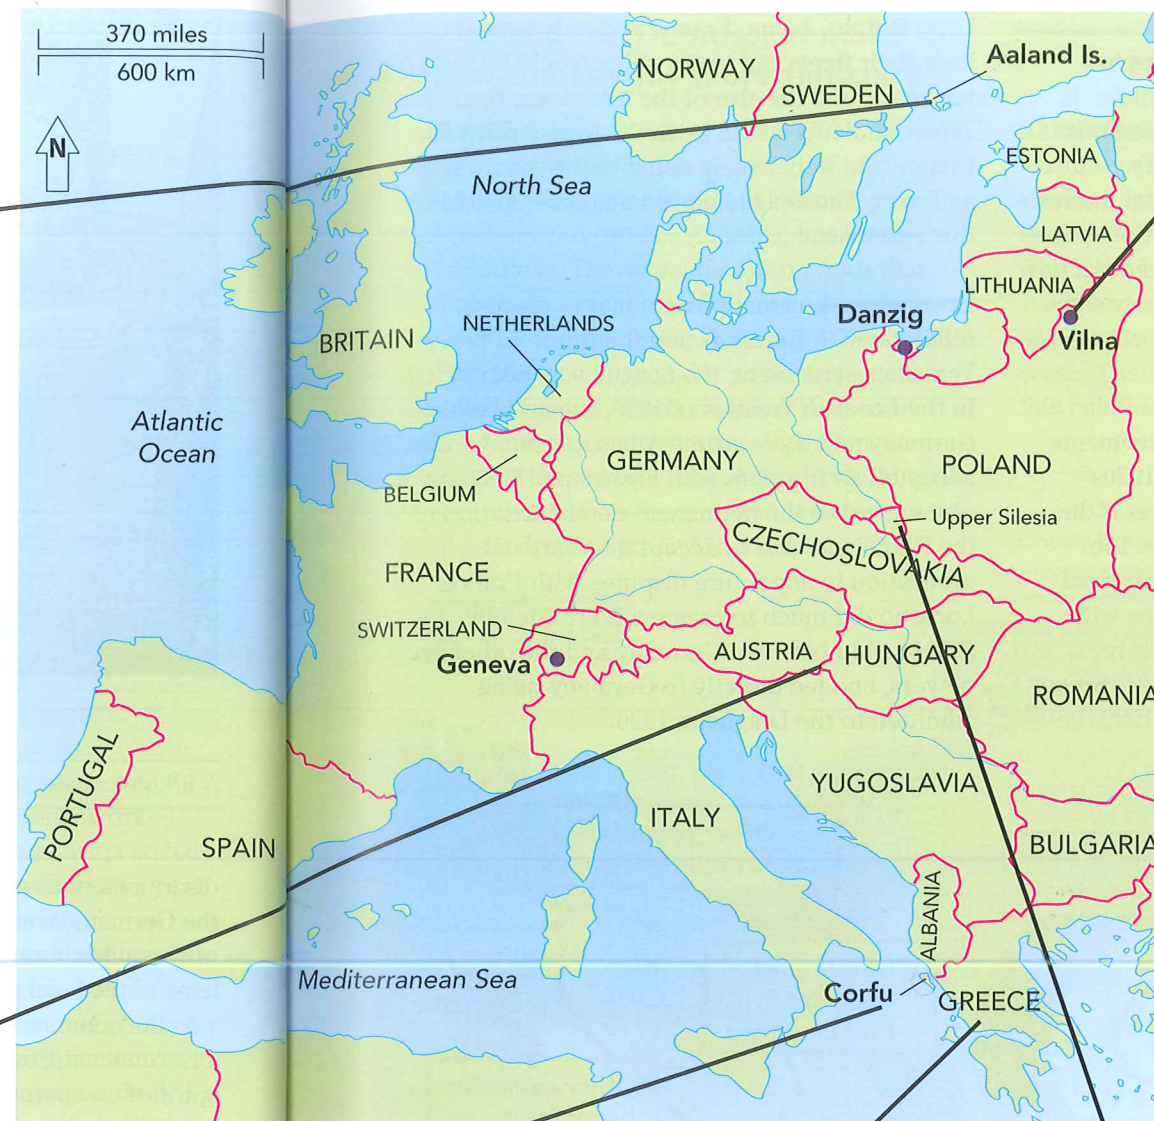 370 miles
600 km
N
NORWAY
SWEDEN
Aaland Is.
ESTONIA
North Sea
LATVIA
LITHUANIA
Danzig
Vilna
NETHERLANDS
BRITAIN
Atlantic
Ocean
GERMANY
POLAND
BELGIUM
Upper Silesia
CZECHOSLOVAKIA
FRANCE
SWITZERLAND
Geneva
AUSTRIA
HUNGARY
ROMANIA
PORTUGAL
SPAIN
ITALY
YUGOSLAVIA
BULGARIA
ALBANIA
Mediterranean Sea
Corfu
GREECE